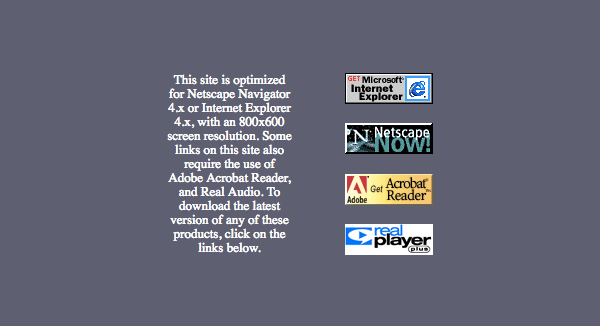 This site is optimized
for Netscape Navigator
4.x or Internet Explorer
4.x, with an 800x600
screen resolution. Some
links on this site also
require the use of
Adobe Acrobat Reader,
and Real Audio. To
download the latest
version of any of these
products, click on the
links below.
GET Microsoft®
Internet
Explorer
N Netscape
Now!
Adobe
Get Acrobat®
Reader™
real
player
plus